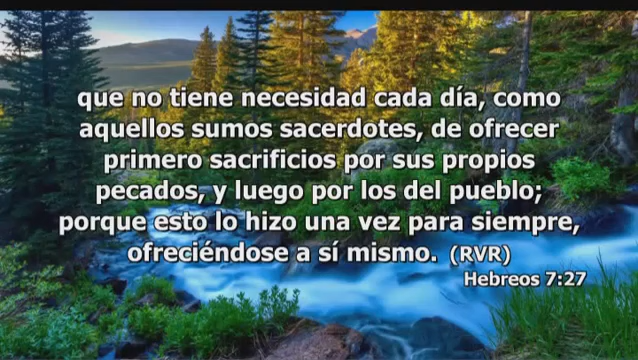 que no tiene necesidad cada día, como
aquellos sumos sacerdotes, de ofrecer
primero sacrificios por sus propios
pecados, y luego por los del pueblo;
porque esto lo hizo una vez para siempre,
ofreciéndose a sí mismo. (RVR)
Hebreos 7:27